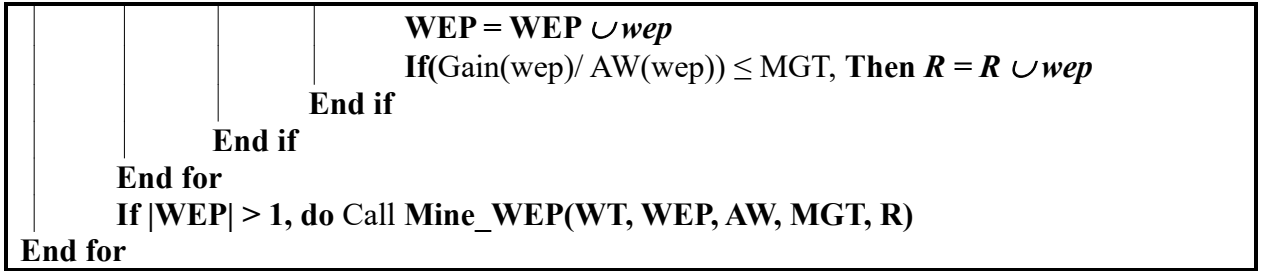 WEP = WEP ∪ wep
If(Gain(wep)/ AW(wep)) ≤ MGT, Then R = R ∪ wep
End if
End if
End for
If |WEP| > 1, do Call Mine_WEP(WT, WEP, AW, MGT, R)
End for